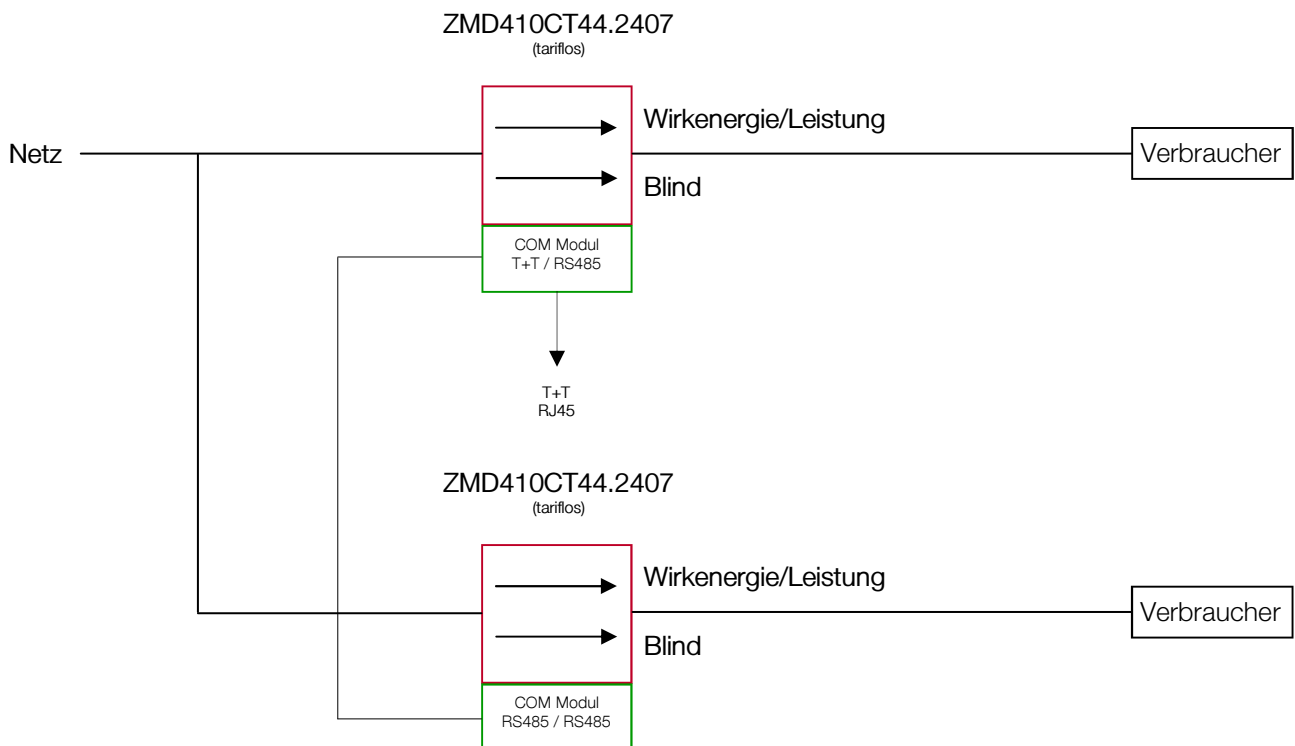 ZMD410CT44.2407
(tariflos)
Wirkenergie/Leistung
Netz
Verbraucher
Blind
COM Modul
T+T / RS485
T+T
RJ45
ZMD410CT44.2407
(tariflos)
Wirkenergie/Leistung
Verbraucher
Blind
COM Modul
RS485 / RS485